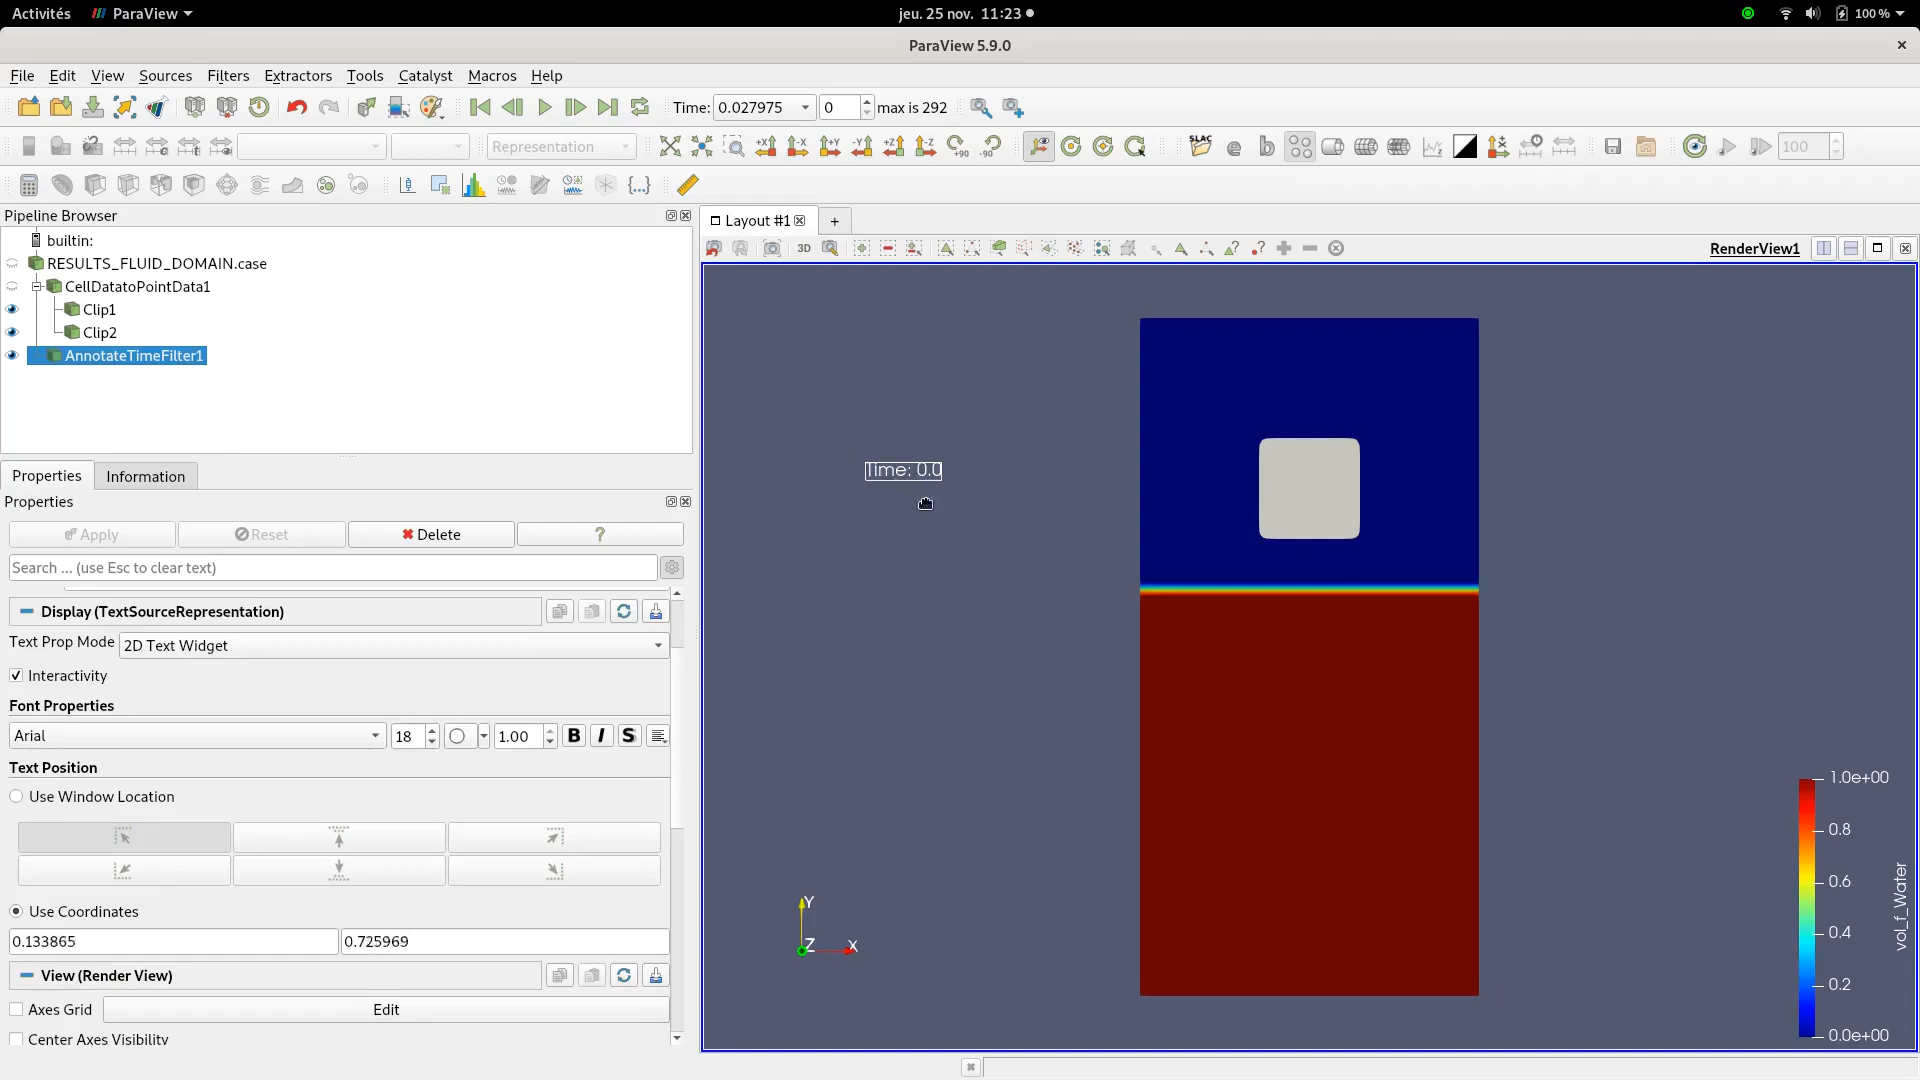 Activités ParaView jeu. 25 nov. 11:23 100 %
ParaView 5.9.0
File Edit View Sources Filters Extractors Tools Catalyst Macros Help
Time: 0.027975 0 max is 292
Representation +X -X +Y -Y +Z -Z +90 -90 SLAC e b 100
Pipeline Browser
builtin:
RESULTS_FLUID_DOMAIN.case
CellDatatoPointData1
Clip1
Clip2
AnnotateTimeFilter1
Properties Information
Properties
Apply Reset Delete ?
Search ... (use Esc to clear text)
Display (TextSourceRepresentation)
Text Prop Mode 2D Text Widget
Interactivity
Font Properties
Arial 18 1.00 B I S
Text Position
Use Window Location
Use Coordinates
0.133865 0.725969
View (Render View)
Axes Grid Edit
Center Axes Visibility
Layout #1 +
3D RenderView1
Time: 0.0
Y
Z X
1.0e+00
0.8
0.6
0.4
0.2
0.0e+00
vol_f_Water